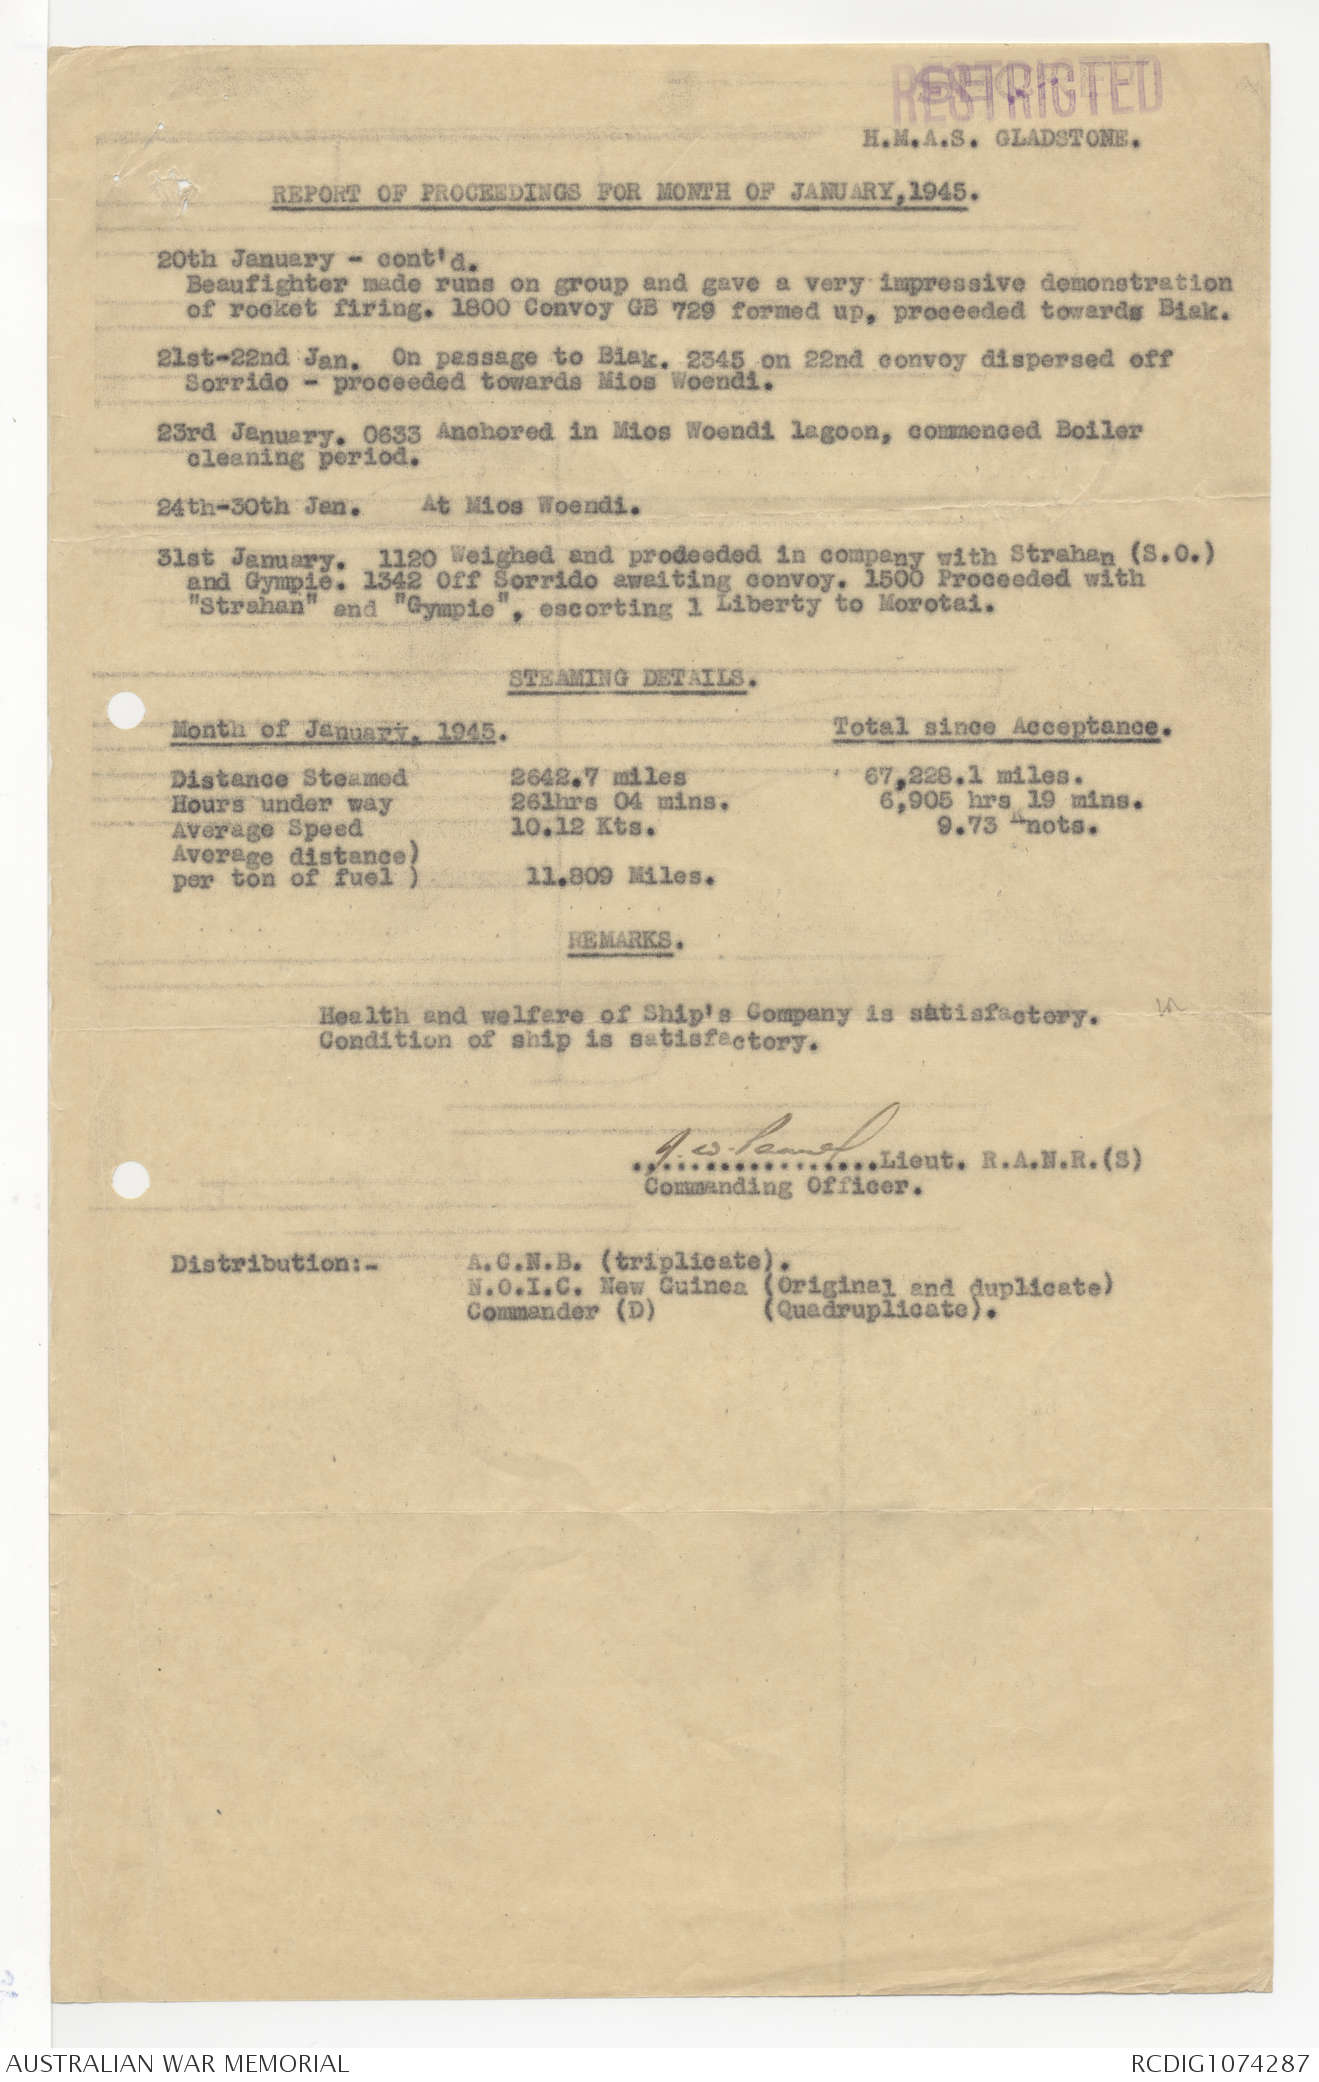 RESTRICTED
H.M.A.S. GLADSTONE.
REPORT OF PROCEEDINGS FOR MONTH OF JANUARY,1945.
20th January - cont'd.
Beaufighter made runs on group and gave a very impressive demonstration
of rocket firing. 1800 Convoy GB 729 formed up, proceeded towards Biak.
21st-22nd Jan. On passage to Biak. 2345 on 22nd convoy dispersed off
Sorrido - proceeded towards Mios Woendi.
23rd January. 0633 Anchored in Mios Woendi lagoon, commenced Boiler
cleaning period.
24th-30th Jan. At Mios Woendi.
31st January. 1120 Weighed and prodeeded in company with Strahan (S.O.)
and Gympie. 1342 Off Sorrido awaiting convoy. 1500 Proceeded with
"Strahan" and "Gympie", escorting 1 Liberty to Morotai.
STEAMING DETAILS.
Month of January, 1945. Total since Acceptance.
Distance Steamed 2642.7 miles 67,228.1 miles.
Hours under way 261hrs 04 mins. 6,905 hrs 19 mins.
Average Speed 10.12 Kts. 9.73 Knots.
Average distance)
per ton of fuel ) 11.809 Miles.
REMARKS.
Health and welfare of Ship's Company is satisfactory.
Condition of ship is satisfactory.
.................Lieut. R.A.N.R.(S)
Commanding Officer.
Distribution:- A.C.N.B. (triplicate).
N.O.I.C. New Guinea (Original and duplicate)
Commander (D) (Quadruplicate).
AUSTRALIAN WAR MEMORIAL RCDIG1074287